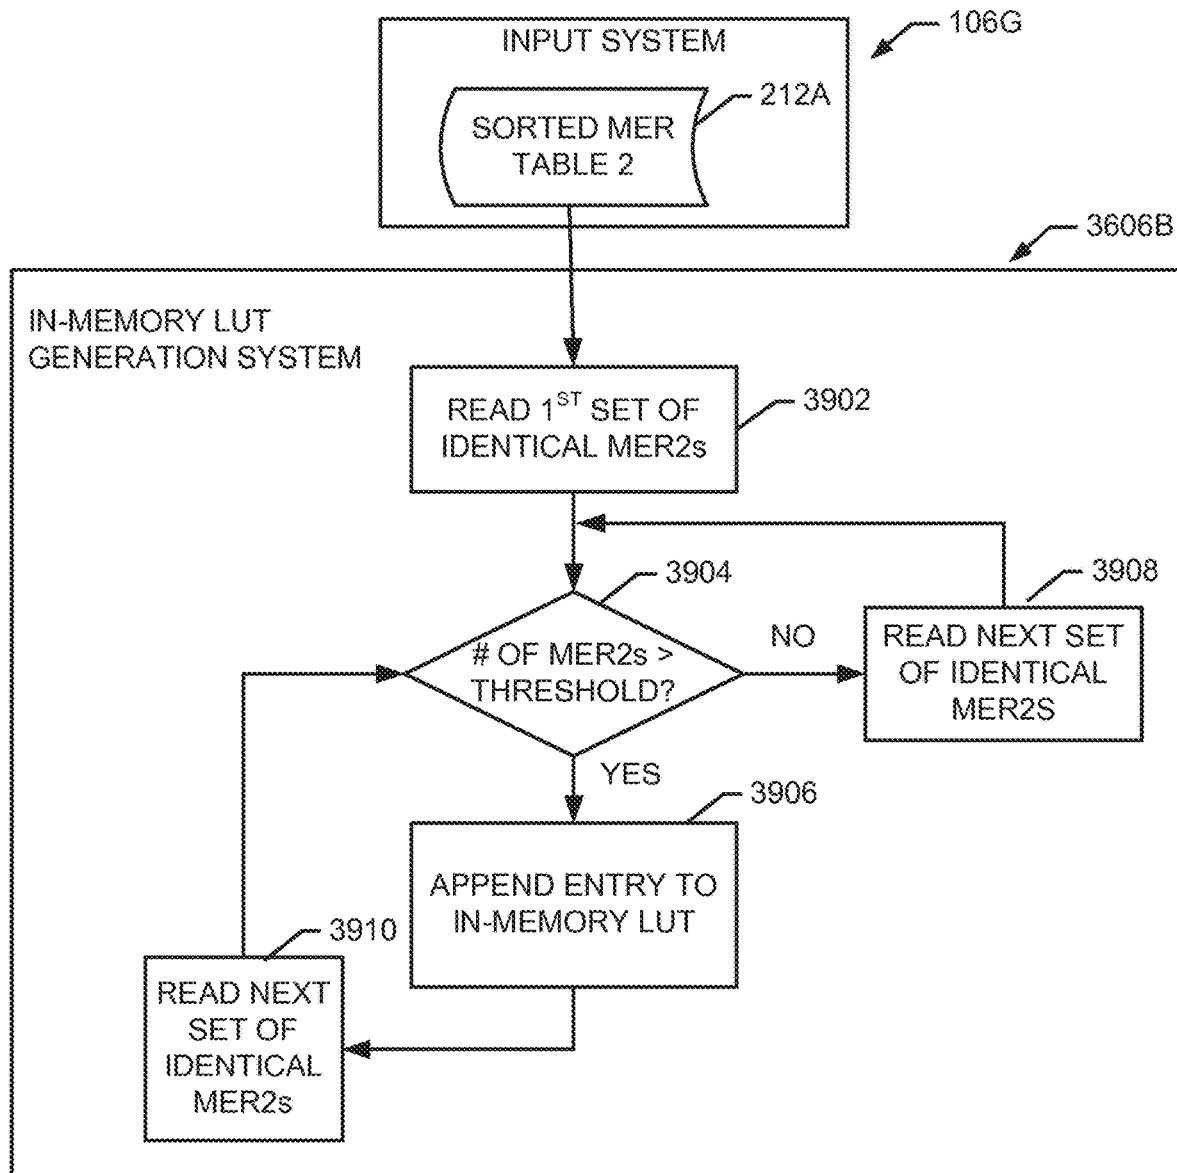 INPUT SYSTEM
106G
212A
SORTED MER
TABLE 2
3606B
IN-MEMORY LUT
GENERATION SYSTEM
READ 1ST SET OF
IDENTICAL MER2s
3902
3904
3908
# OF MER2s >
THRESHOLD?
NO
READ NEXT SET
OF IDENTICAL
MER2S
YES
3906
APPEND ENTRY TO
IN-MEMORY LUT
3910
READ NEXT
SET OF
IDENTICAL
MER2s